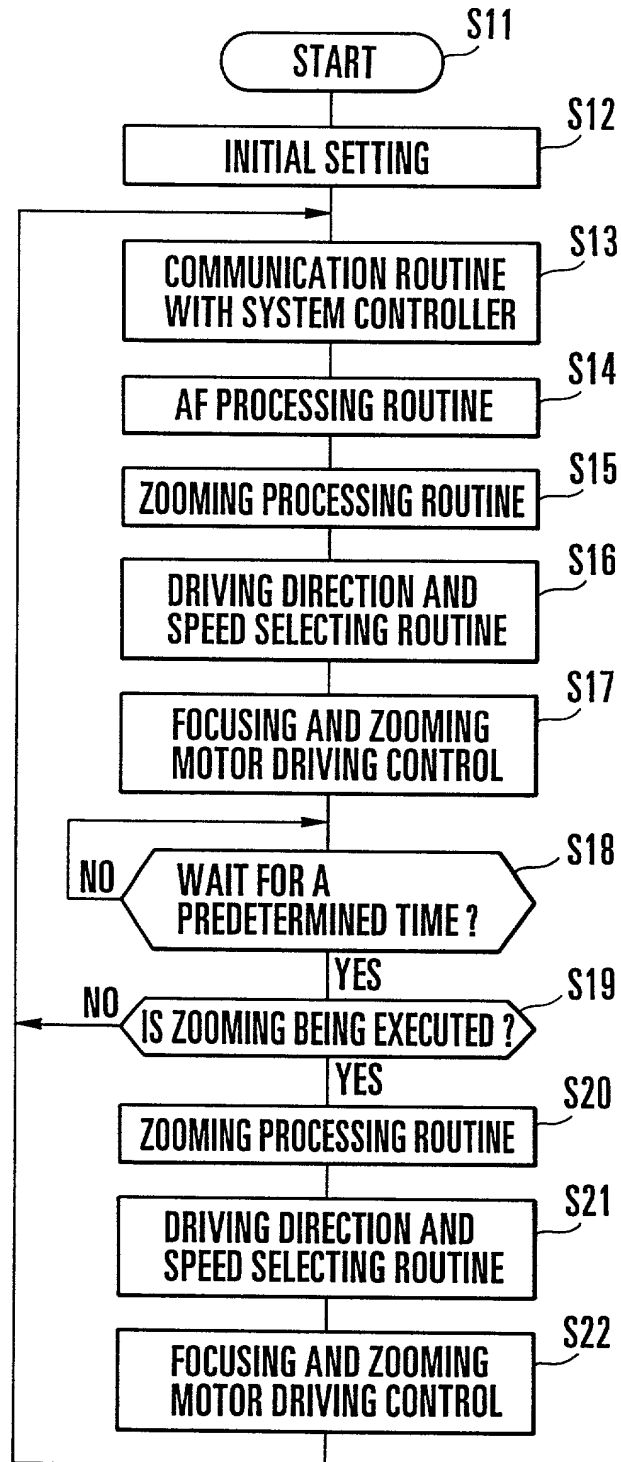 S11
START
S12
INITIAL SETTING
S13
COMMUNICATION ROUTINE
WITH SYSTEM CONTROLLER
S14
AF PROCESSING ROUTINE
S15
ZOOMING PROCESSING ROUTINE
S16
DRIVING DIRECTION AND
SPEED SELECTING ROUTINE
S17
FOCUSING AND ZOOMING
MOTOR DRIVING CONTROL
S18
NO
WAIT FOR A
PREDETERMINED TIME ?
YES
S19
NO
IS ZOOMING BEING EXECUTED ?
YES
S20
ZOOMING PROCESSING ROUTINE
S21
DRIVING DIRECTION AND
SPEED SELECTING ROUTINE
S22
FOCUSING AND ZOOMING
MOTOR DRIVING CONTROL